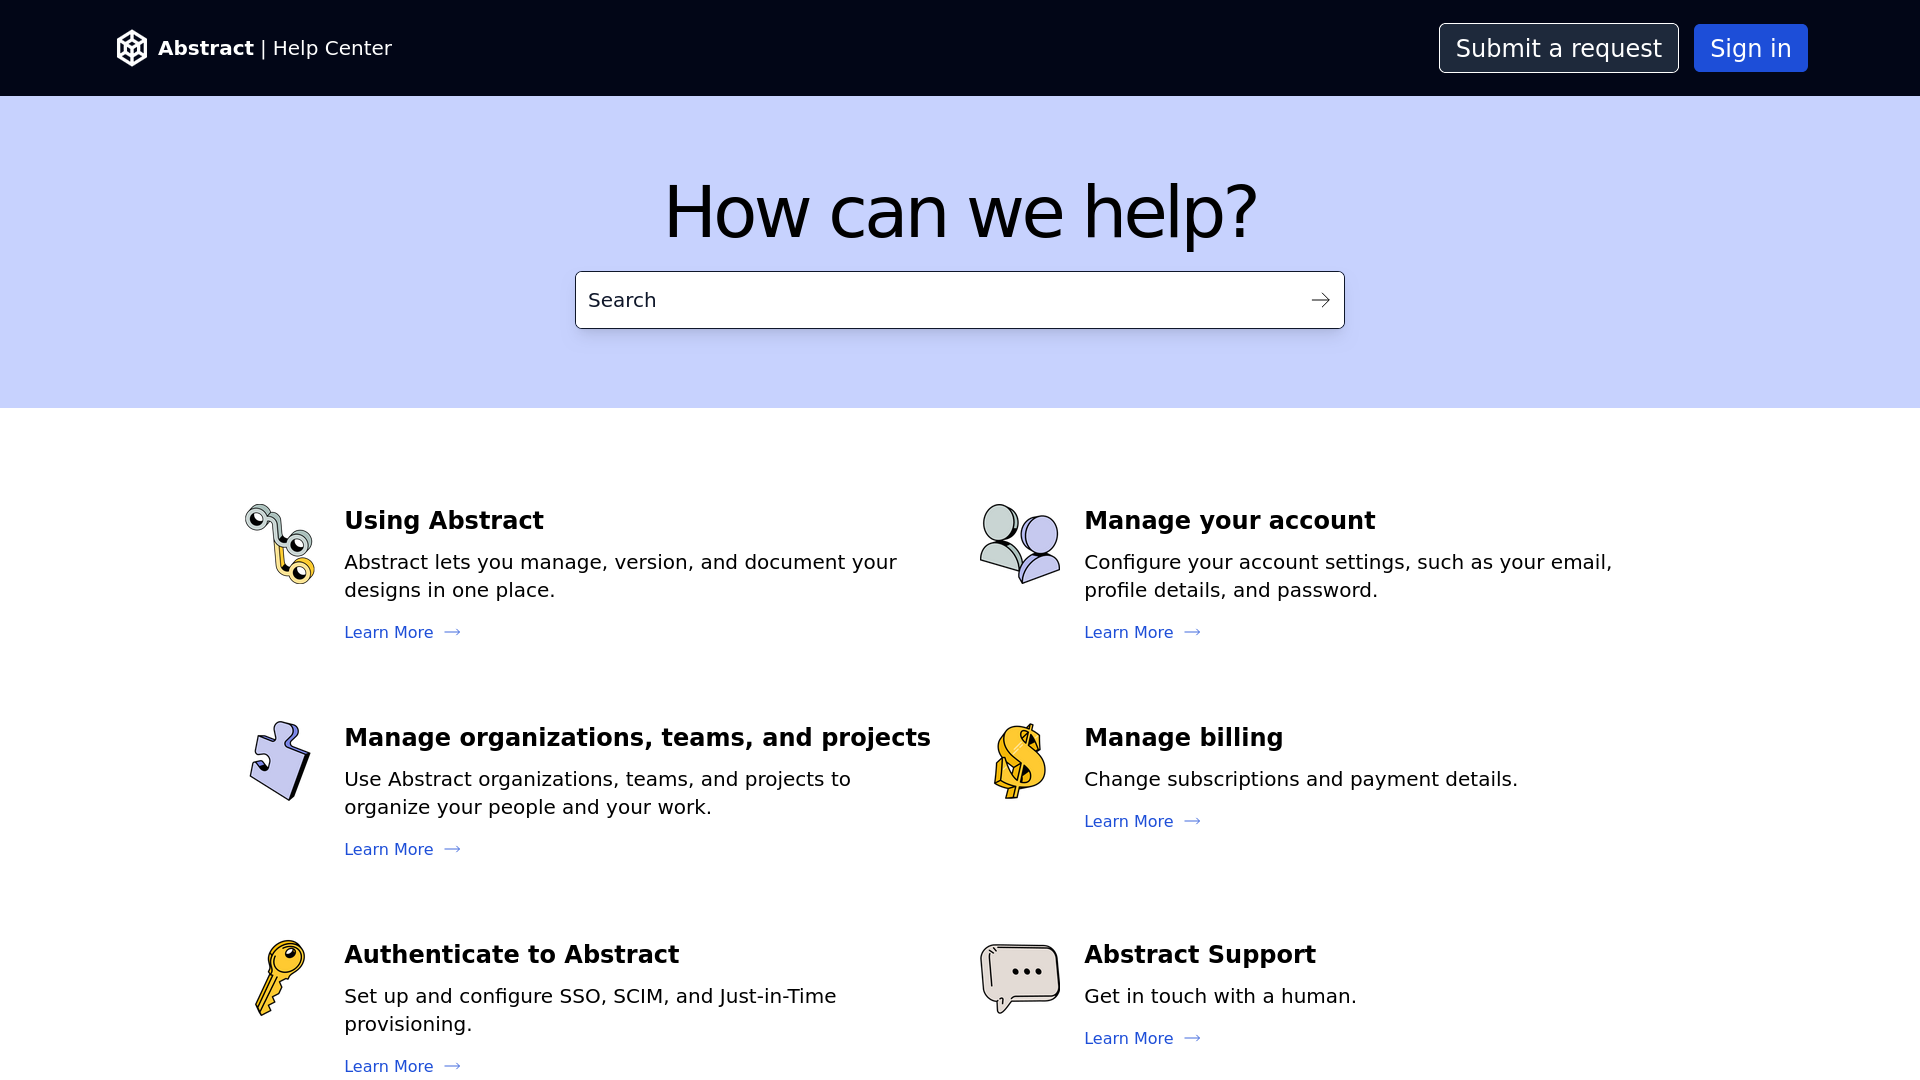 Abstract | Help Center
Submit a request
Sign in
How can we help?
Search
Using Abstract
Abstract lets you manage, version, and document your
designs in one place.
Learn More
Manage your account
Configure your account settings, such as your email,
profile details, and password.
Learn More
Manage organizations, teams, and projects
Use Abstract organizations, teams, and projects to
organize your people and your work.
Learn More
Manage billing
Change subscriptions and payment details.
Learn More
Authenticate to Abstract
Set up and configure SSO, SCIM, and Just-in-Time
provisioning.
Learn More
Abstract Support
Get in touch with a human.
Learn More